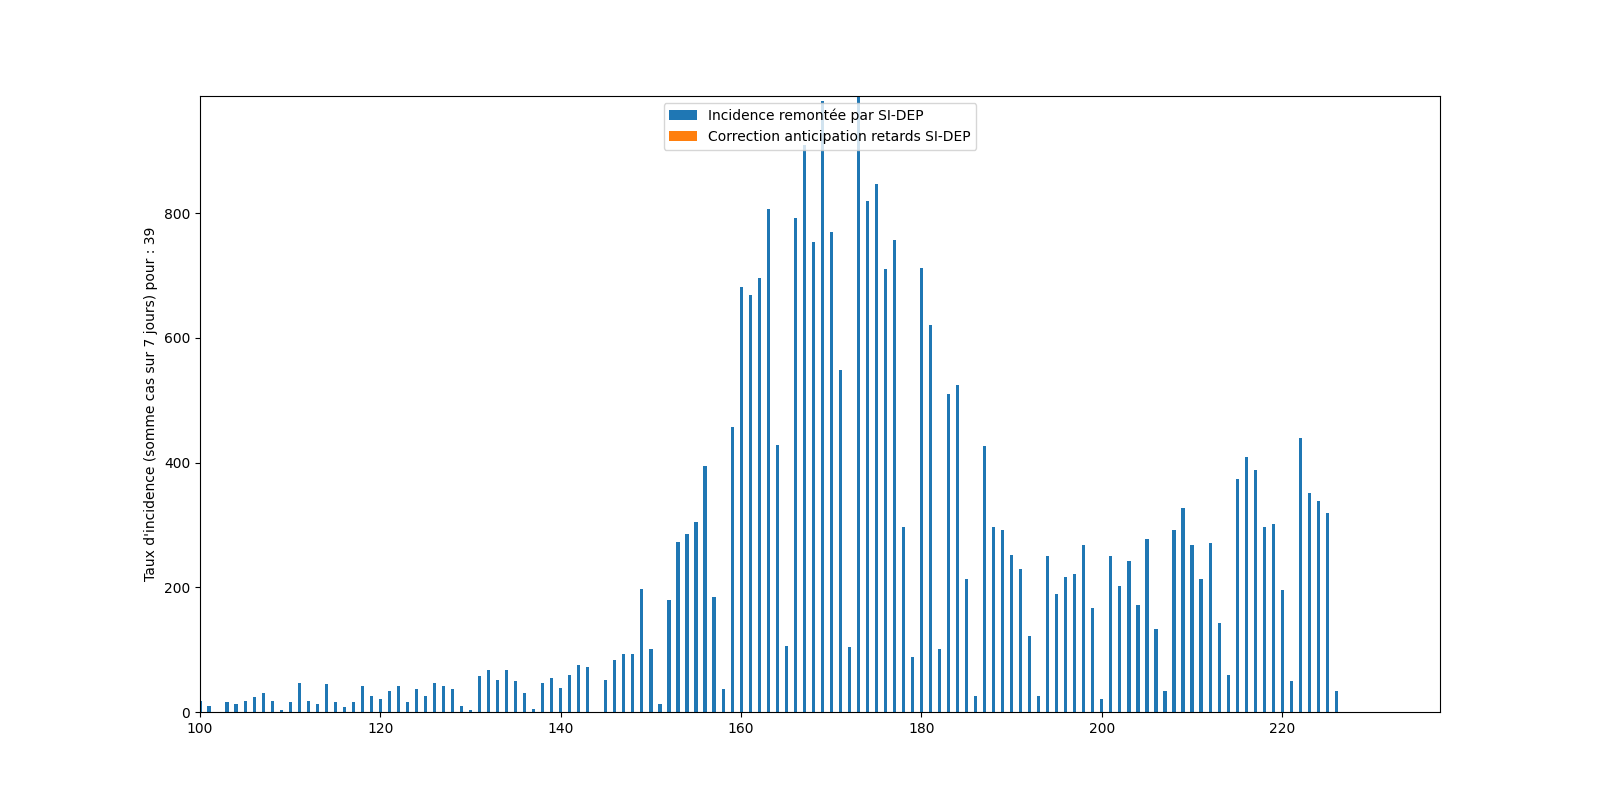 Incidence remontée par SI-DEP
Correction anticipation retards SI-DEP
Taux d'incidence (somme cas sur 7 jours) pour : 39
800
600
400
200
0
100 120 140 160 180 200 220